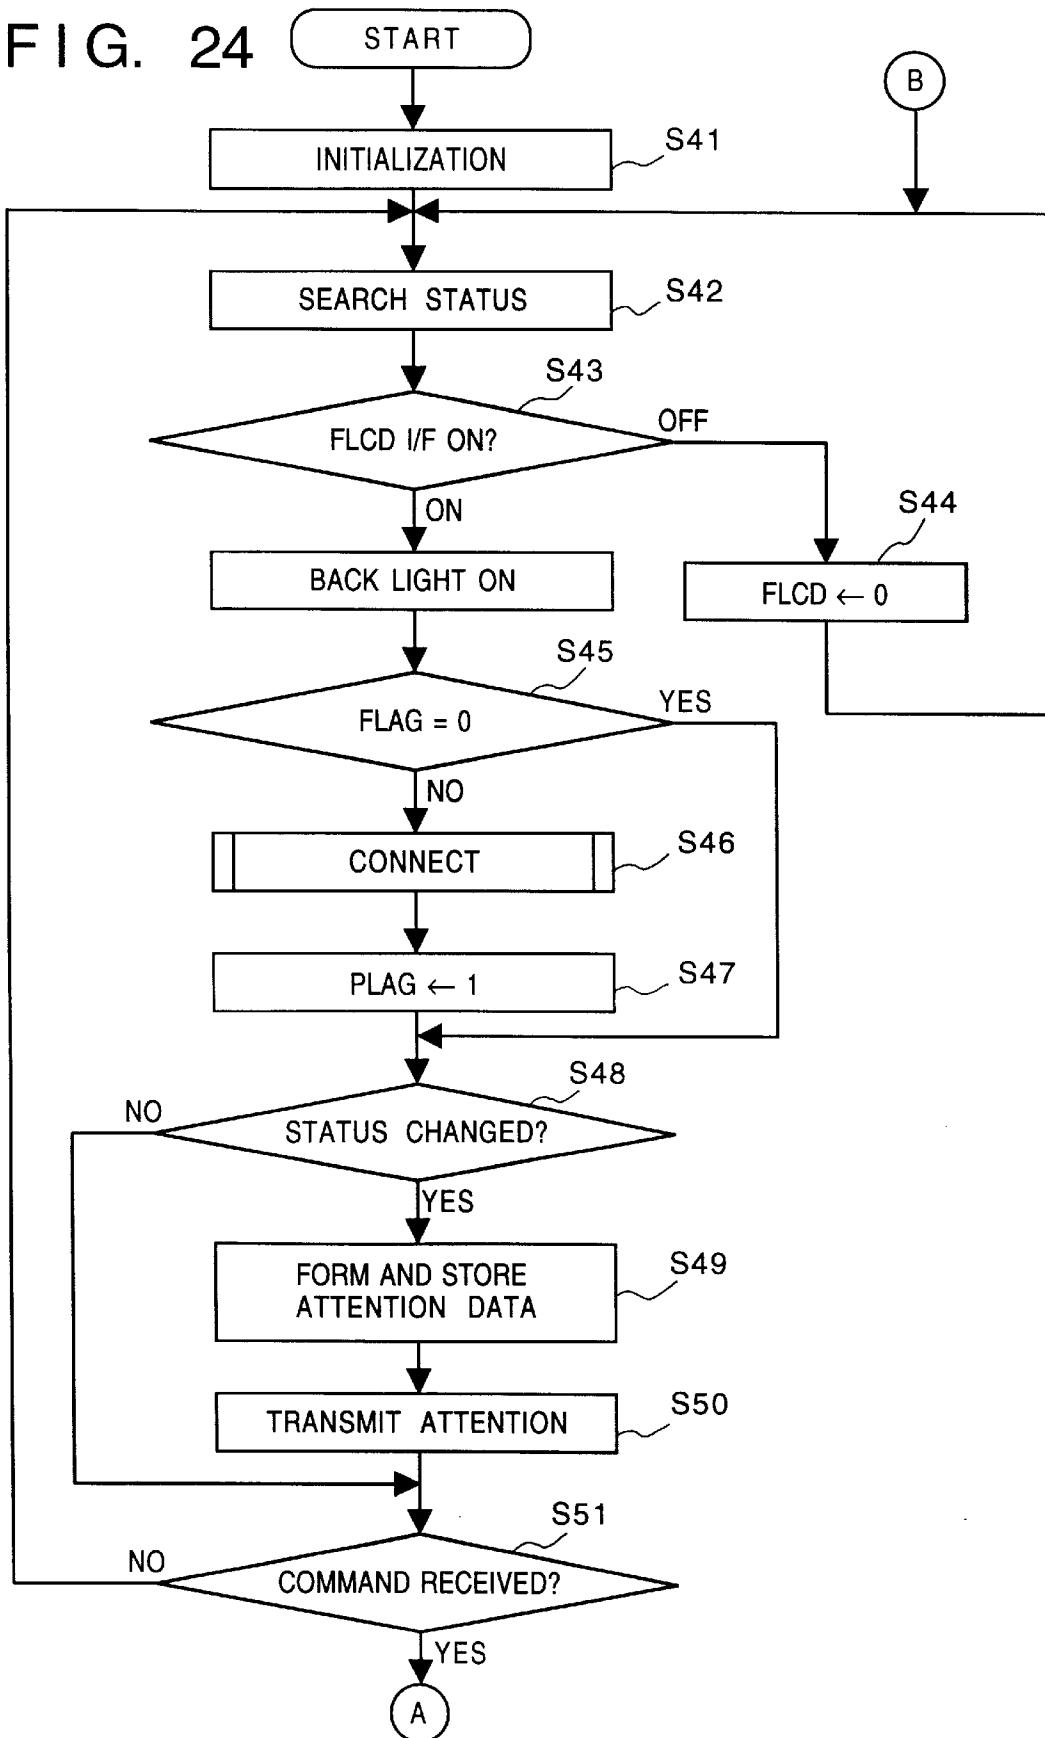 FIG. 24
START
B
INITIALIZATION
S41
SEARCH STATUS
S42
S43
FLCD I/F ON?
OFF
ON
S44
BACK LIGHT ON
FLCD ← 0
S45
FLAG = 0
YES
NO
CONNECT
S46
PLAG ← 1
S47
S48
NO
STATUS CHANGED?
YES
FORM AND STORE
ATTENTION DATA
S49
TRANSMIT ATTENTION
S50
S51
NO
COMMAND RECEIVED?
YES
A